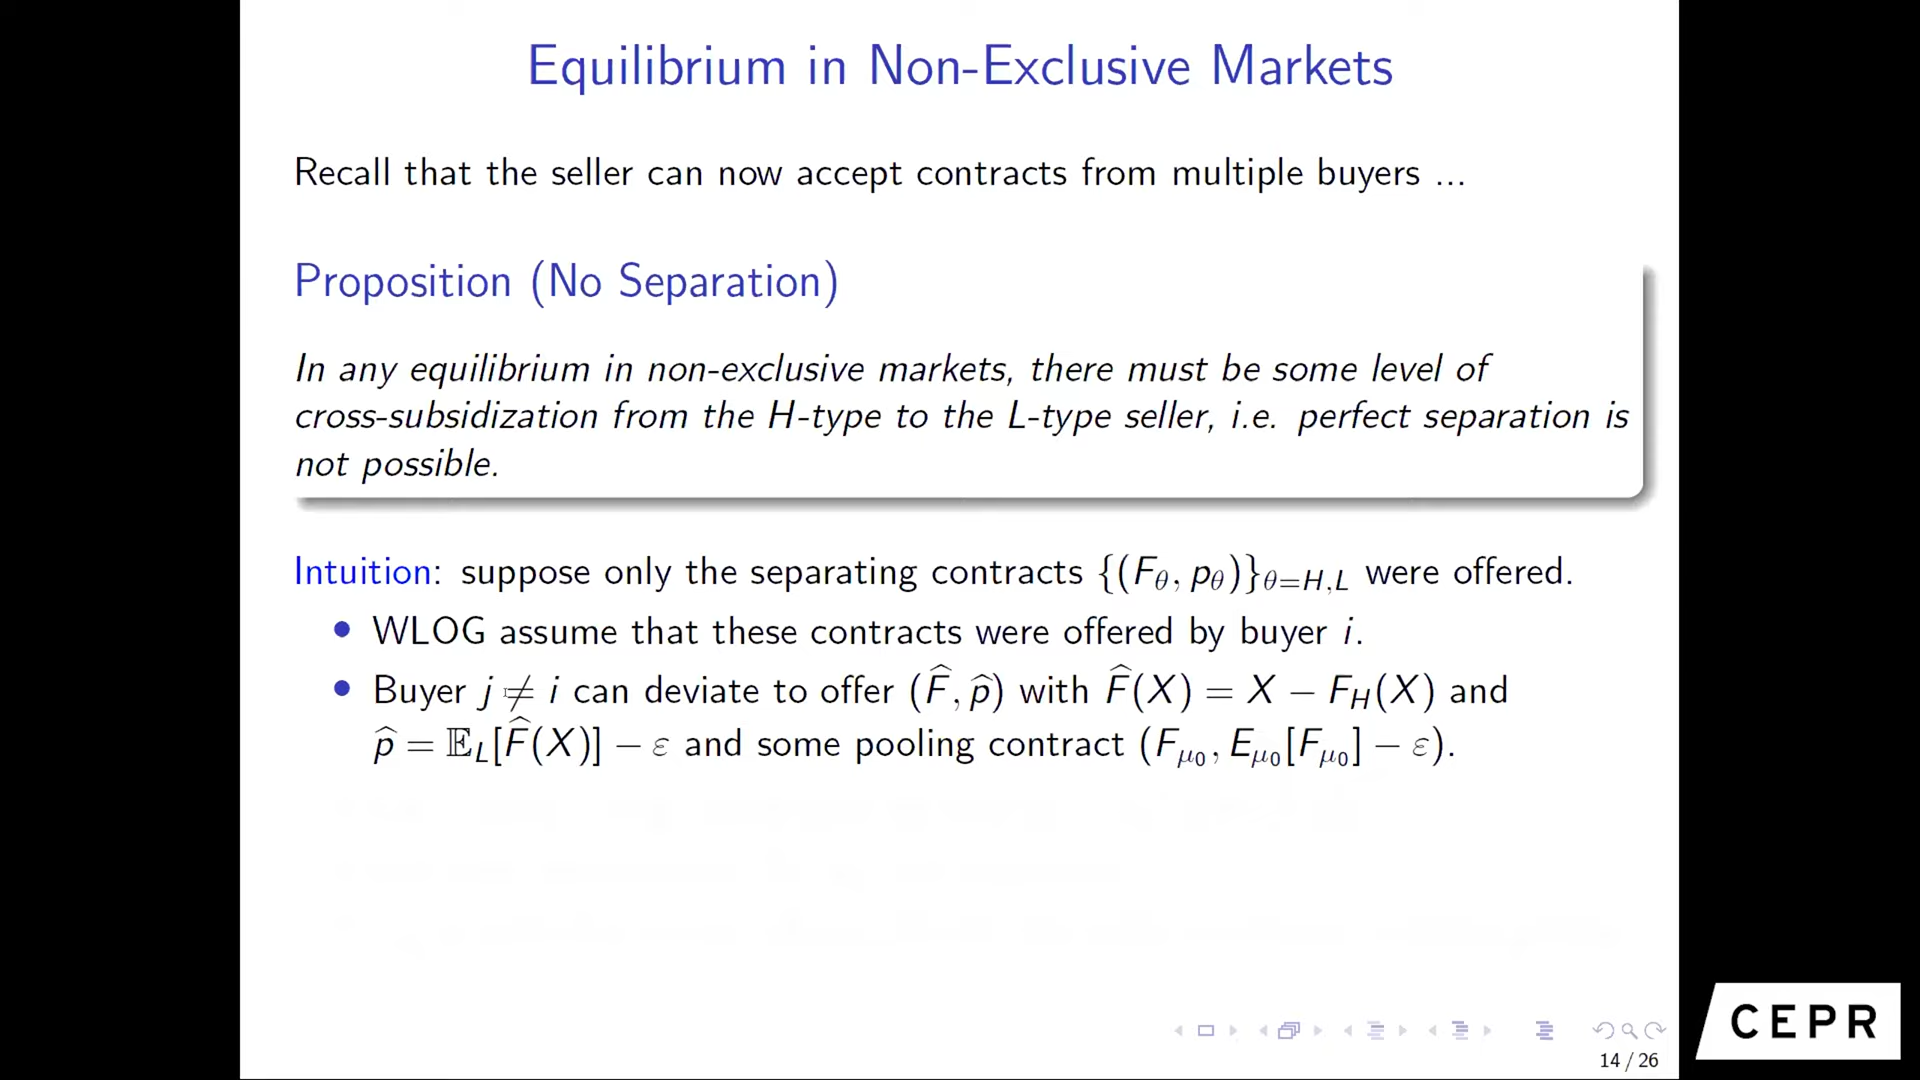 Equilibrium in Non-Exclusive Markets
Recall that the seller can now accept contracts from multiple buyers ...
Proposition (No Separation)
In any equilibrium in non-exclusive markets, there must be some level of
cross-subsidization from the H-type to the L-type seller, i.e. perfect separation is
not possible.
Intuition: suppose only the separating contracts {(F_θ, p_θ)}_{θ=H,L} were offered.
• WLOG assume that these contracts were offered by buyer i.
• Buyer j ≠ i can deviate to offer (F̂, p̂) with F̂(X) = X − F_H(X) and
p̂ = 𝔼_L[F̂(X)] − ε and some pooling contract (F_{μ₀}, E_{μ₀}[F_{μ₀}] − ε).
14 / 26
CEPR